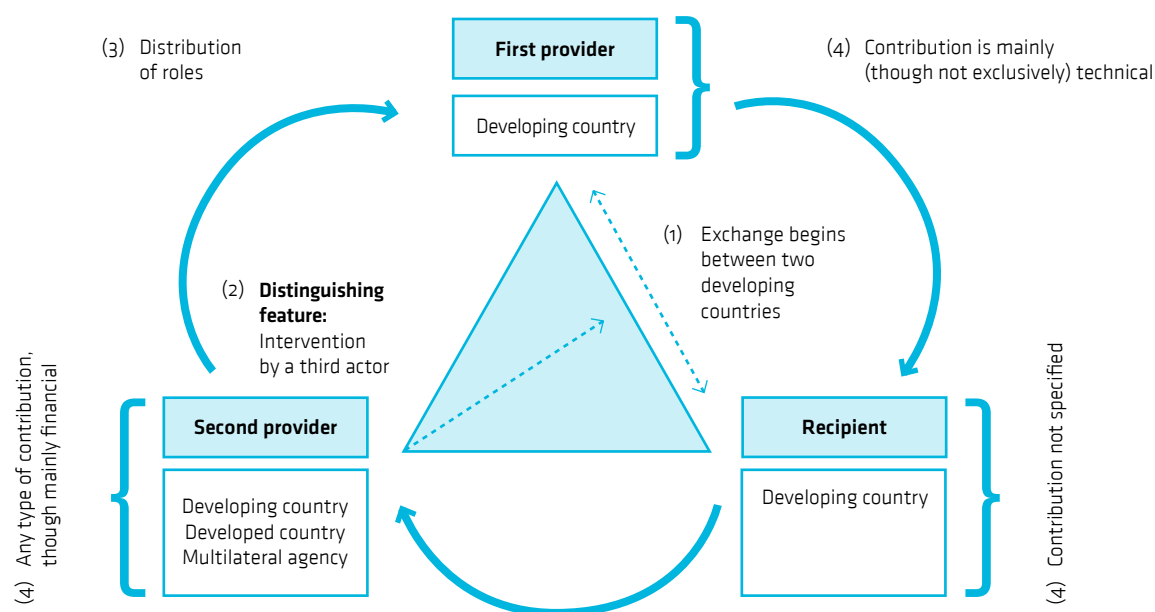 (3) Distribution
of roles
First provider
Developing country
(4) Contribution is mainly
(though not exclusively) technical
(1) Exchange begins
between two
developing
countries
(2) Distinguishing
feature:
Intervention
by a third actor
(4) Any type of contribution,
though mainly financial
Second provider
Developing country
Developed country
Multilateral agency
Recipient
Developing country
(4) Contribution not specified